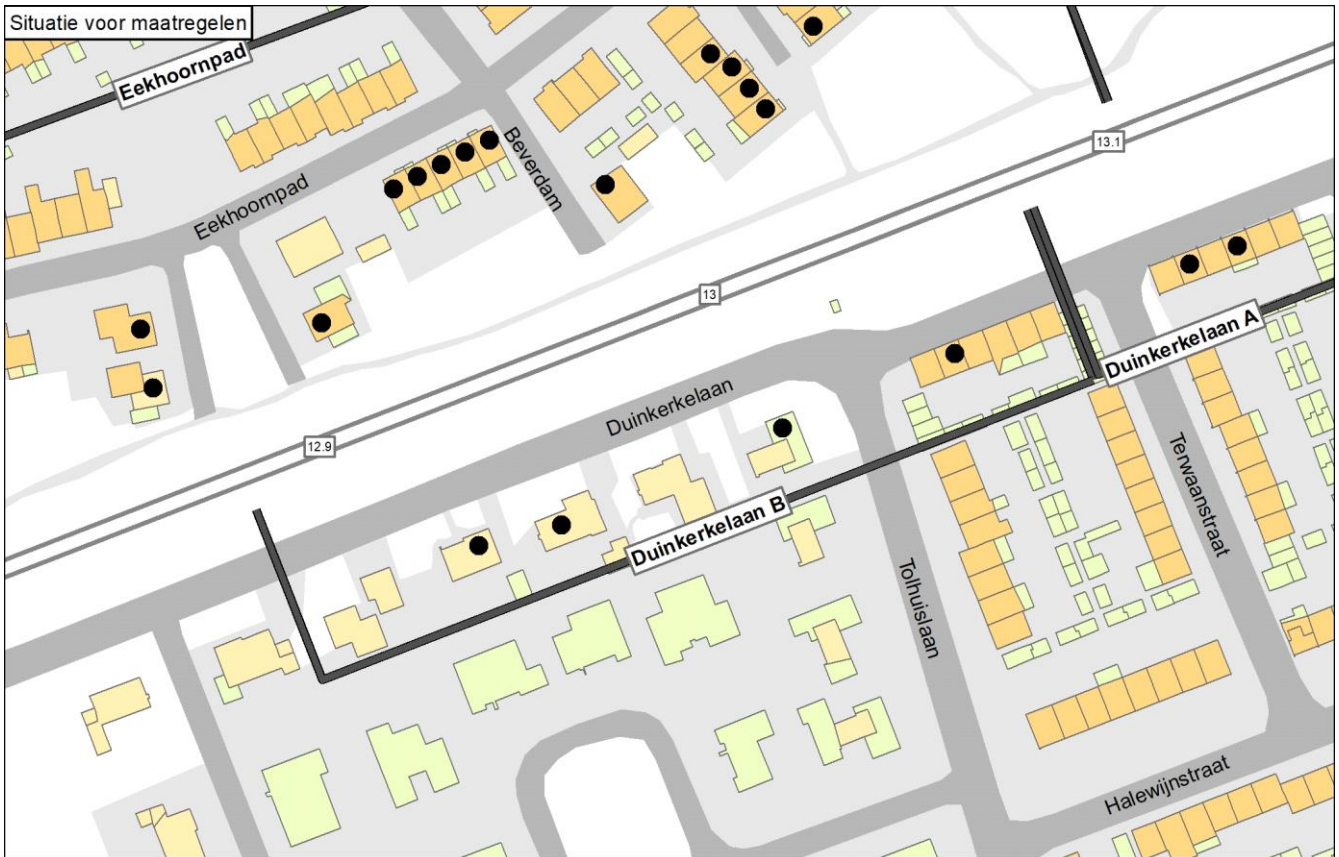 Situatie voor maatregelen
Eekhoornpad
13.1
Beverdam
Eekhoornpad
13
Duinkerkelaan A
Duinkerkelaan
12.9
Terwaanstraat
Duinkerkelaan B
Tolhuislaan
Halewijnstraat